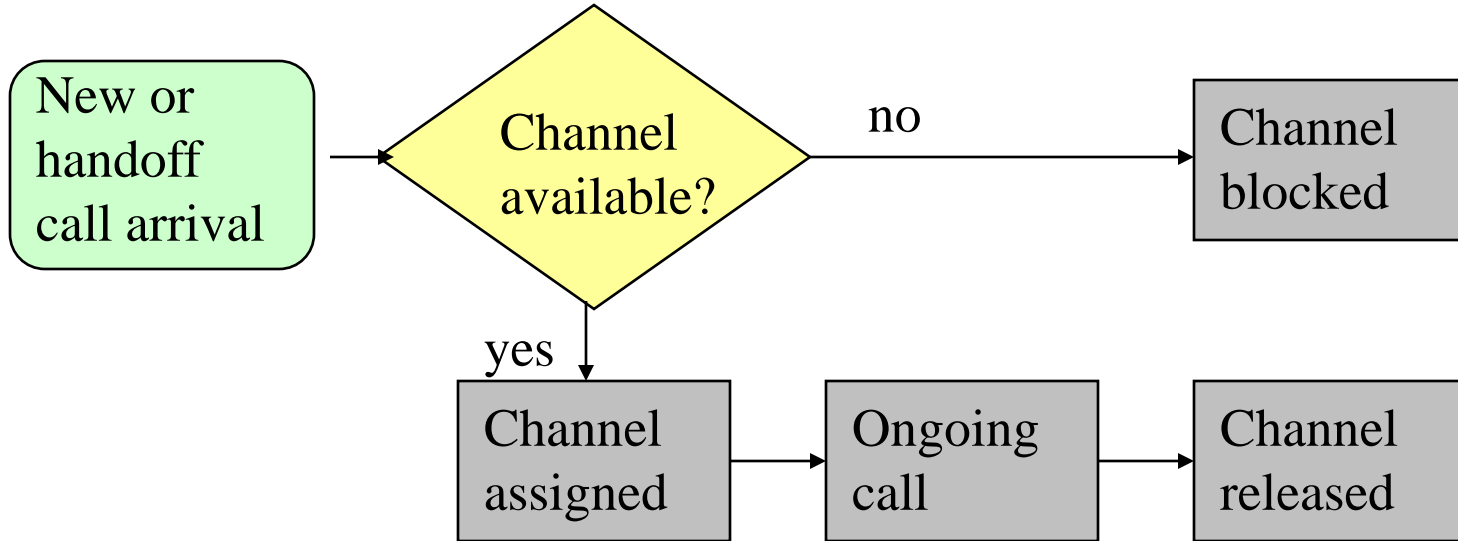 New or
handoff
call arrival
Channel
available?
no
Channel
blocked
yes
Channel
assigned
Ongoing
call
Channel
released